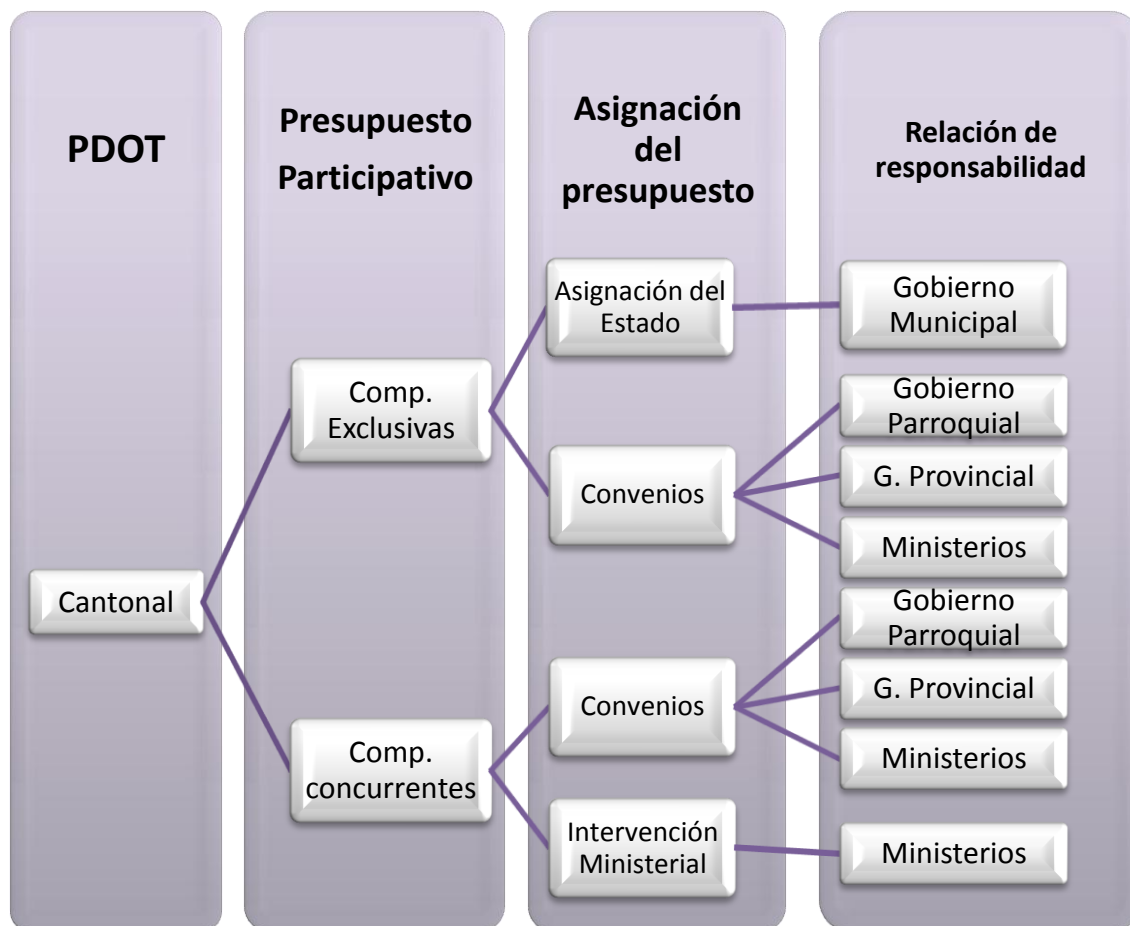 PDOT
Presupuesto
Participativo
Asignación
del
presupuesto
Relación de
responsabilidad
Cantonal
Comp.
Exclusivas
Comp.
concurrentes
Asignación del
Estado
Convenios
Convenios
Intervención
Ministerial
Gobierno
Municipal
Gobierno
Parroquial
G. Provincial
Ministerios
Gobierno
Parroquial
G. Provincial
Ministerios
Ministerios